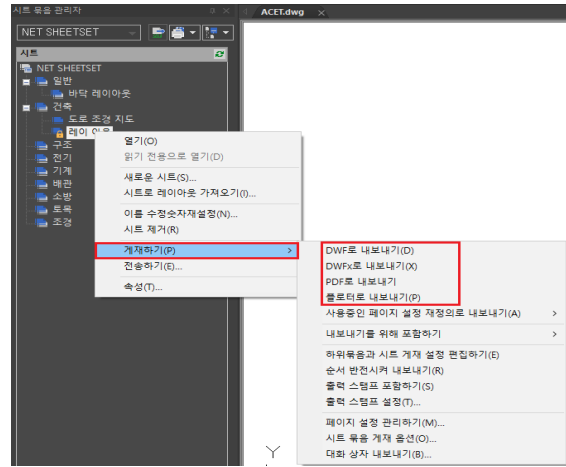 시트 묶음 관리자
ACET.dwg
NET SHEETSET
시트
NET SHEETSET
일반
바닥 레이아웃
건축
도로 조경 지도
레이
구조
전기
기계
배관
소방
토목
조경
열기(O)
읽기 전용으로 열기(D)
새로운 시트(S)...
시트로 레이아웃 가져오기(I)...
이름 수정숫자재설정(N)...
시트 제거(R)
게재하기(P)
전송하기(E)...
속성(T)...
DWF로 내보내기(D)
DWFx로 내보내기(X)
PDF로 내보내기
플로터로 내보내기(P)
사용중인 페이지 설정 재정의로 내보내기(A)
내보내기를 위해 포함하기
하위묶음과 시트 게재 설정 편집하기(E)
순서 반전시켜 내보내기(R)
출력 스탬프 포함하기(S)
출력 스탬프 설정(T)...
페이지 설정 관리하기(M)...
시트 묶음 게재 옵션(O)...
대화 상자 내보내기(B)...
Y